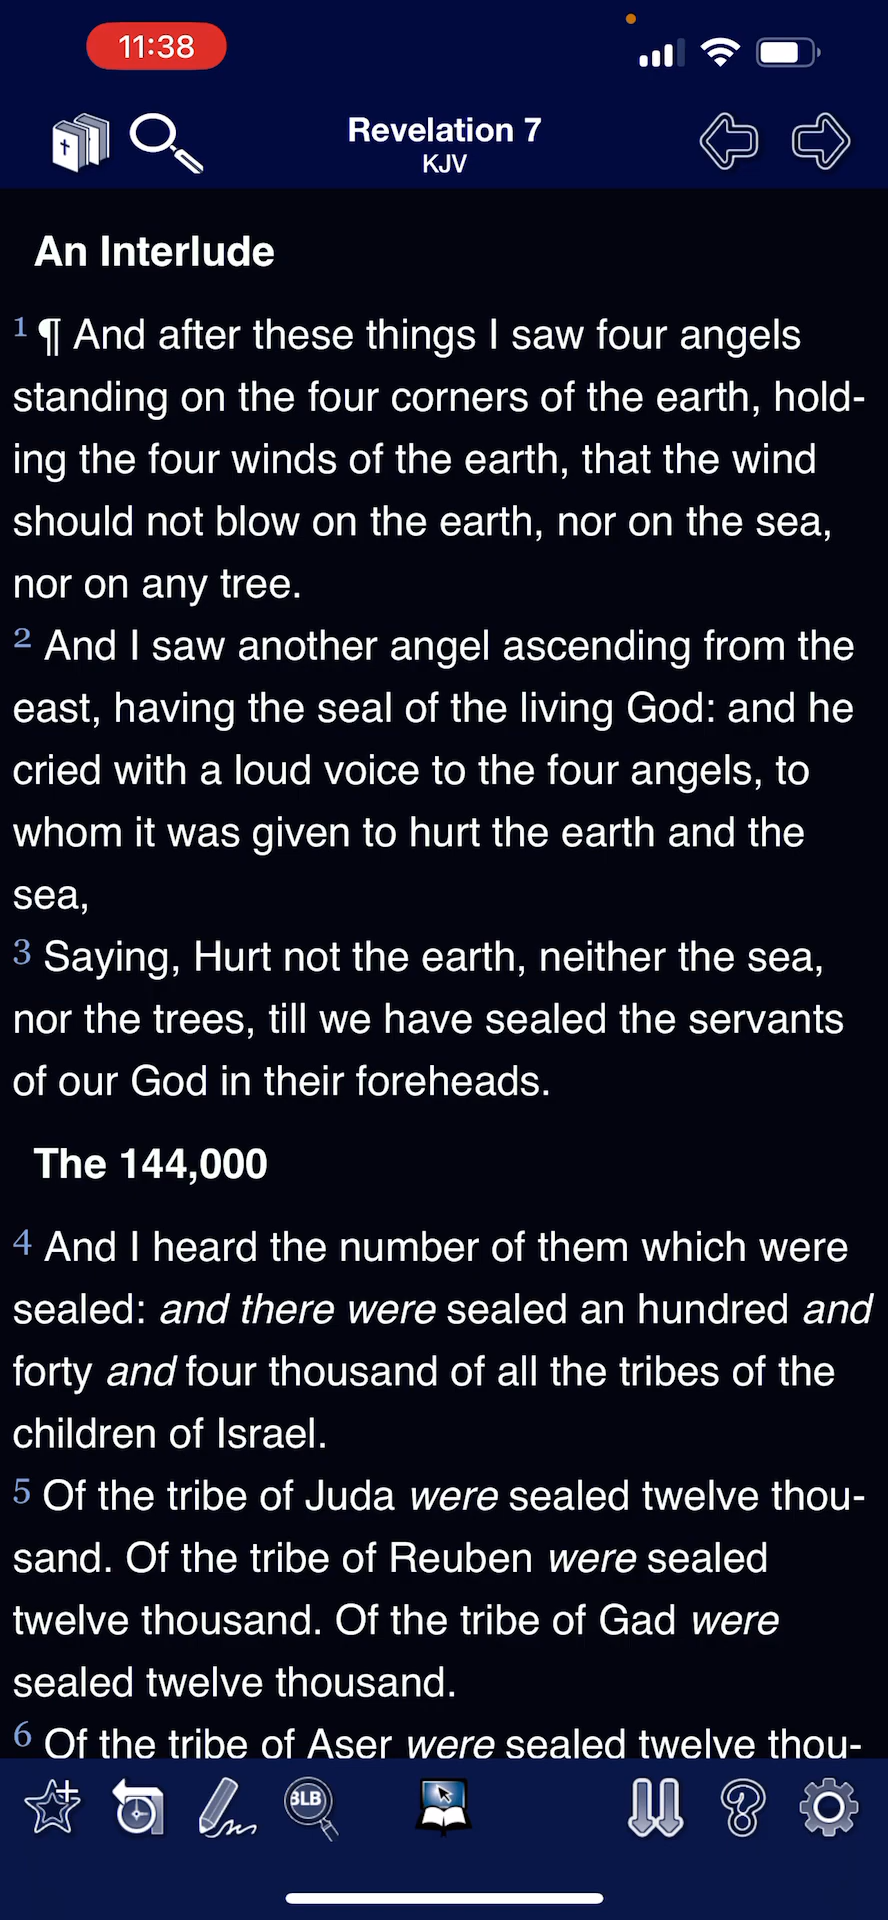 11:38
Revelation 7
KJV
An Interlude
1 ¶ And after these things I saw four angels
standing on the four corners of the earth, hold-
ing the four winds of the earth, that the wind
should not blow on the earth, nor on the sea,
nor on any tree.
2 And I saw another angel ascending from the
east, having the seal of the living God: and he
cried with a loud voice to the four angels, to
whom it was given to hurt the earth and the
sea,
3 Saying, Hurt not the earth, neither the sea,
nor the trees, till we have sealed the servants
of our God in their foreheads.
The 144,000
4 And I heard the number of them which were
sealed: and there were sealed an hundred and
forty and four thousand of all the tribes of the
children of Israel.
5 Of the tribe of Juda were sealed twelve thou-
sand. Of the tribe of Reuben were sealed
twelve thousand. Of the tribe of Gad were
sealed twelve thousand.
6 Of the tribe of Aser were sealed twelve thou-
BLB